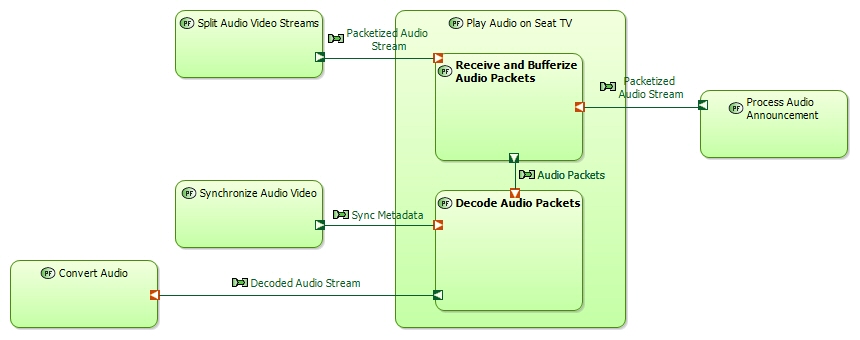 PF Split Audio Video Streams
Packetized Audio
Stream
PF Play Audio on Seat TV
PF Receive and Bufferize
Audio Packets
Packetized
Audio Stream
PF Process Audio
Announcement
Audio Packets
PF Synchronize Audio Video
Sync Metadata
PF Decode Audio Packets
PF Convert Audio
Decoded Audio Stream